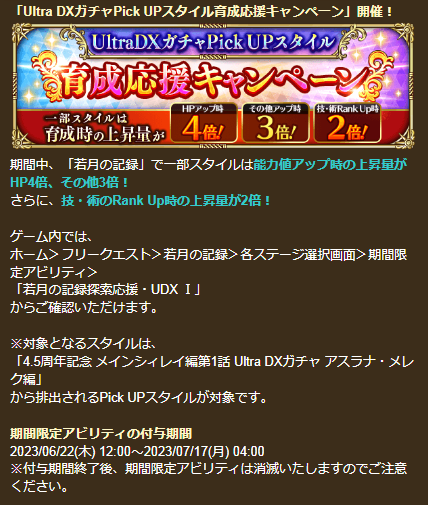 「Ultra DXガチャPick UPスタイル育成応援キャンペーン」開催！
UltraDXガチャPick UPスタイル
育成応援キャンペーン
一部スタイルは
育成時の上昇量が
HPアップ時
4倍!
その他アップ時
3倍!
技・術Rank Up時
2倍!
期間中、「若月の記録」で一部スタイルは能力値アップ時の上昇量が
HP4倍、その他3倍！
さらに、技・術のRank Up時の上昇量が2倍！
ゲーム内では、
ホーム＞フリークエスト＞若月の記録＞各ステージ選択画面＞期間限
定アビリティ＞
「若月の記録探索応援・UDX Ⅰ」
からご確認いただけます。
※対象となるスタイルは、
「4.5周年記念 メインシィレイ編第1話 Ultra DXガチャ アスラナ・メレ
ク編」
から排出されるPick UPスタイルが対象です。
期間限定アビリティの付与期間
2023/06/22(木) 12:00～2023/07/17(月) 04:00
※付与期間終了後、期間限定アビリティは消滅いたしますのでご注意
ください。